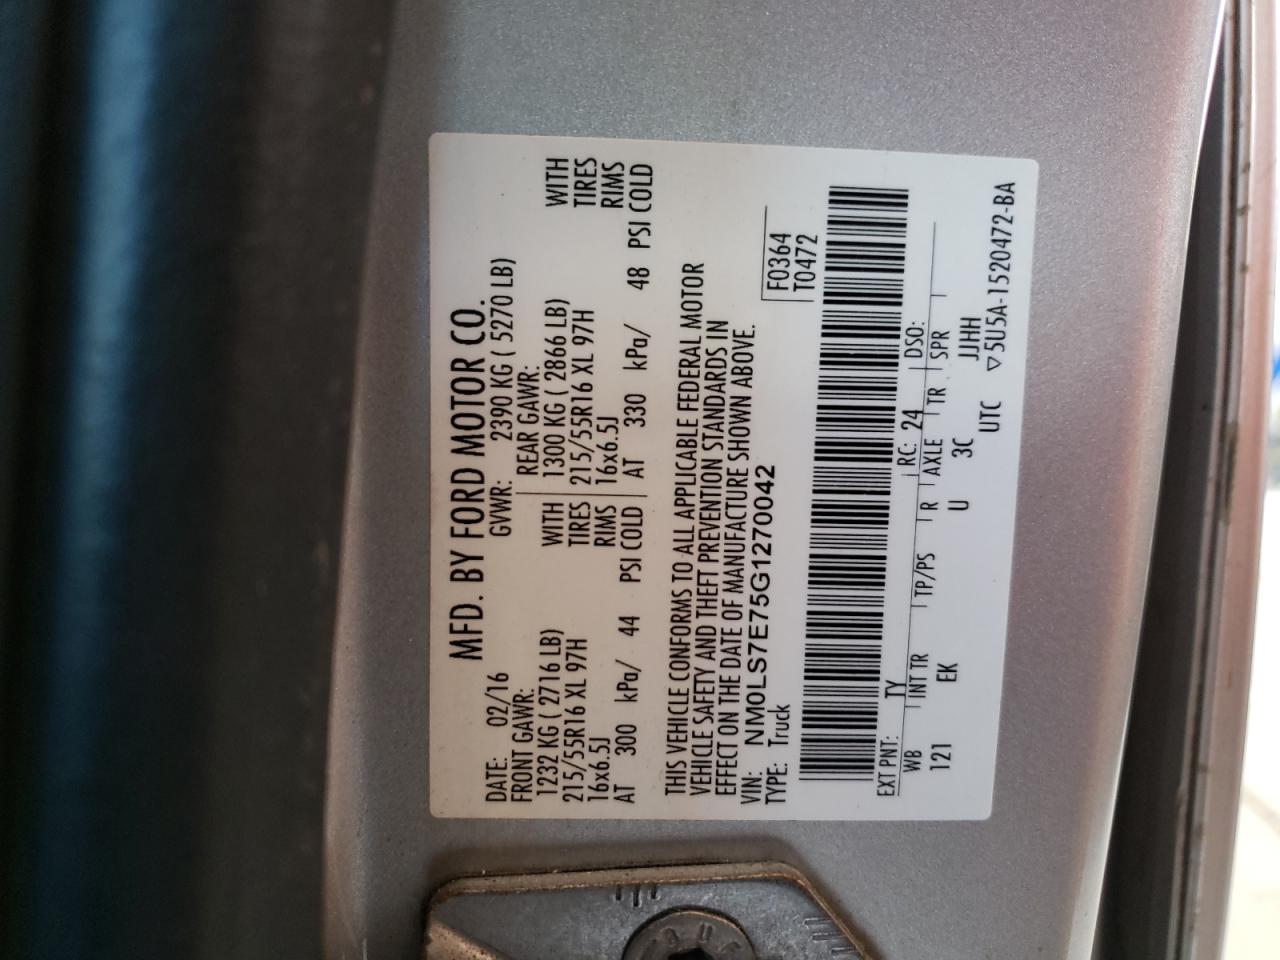 MFD. BY FORD MOTOR CO.
DATE: 02/16 GVWR: 2390 KG ( 5270 LB)
FRONT GAWR: REAR GAWR:
1232 KG ( 2716 LB) WITH 1300 KG ( 2866 LB) WITH
215/55R16 XL 97H TIRES 215/55R16 XL 97H TIRES
16x6.5J RIMS 16x6.5J RIMS
AT 300 kPa/ 44 PSI COLD AT 330 kPa/ 48 PSI COLD
THIS VEHICLE CONFORMS TO ALL APPLICABLE FEDERAL MOTOR
VEHICLE SAFETY AND THEFT PREVENTION STANDARDS IN
EFFECT ON THE DATE OF MANUFACTURE SHOWN ABOVE.
VIN: NM0LS7E75G1270042 F0364
TYPE: Truck T0472
EXT PNT: TY RC: 24 DSO:
WB INT TR TP/PS R AXLE TR SPR
121 EK U 3C JJHH
UTC ▽5U5A-1520472-BA